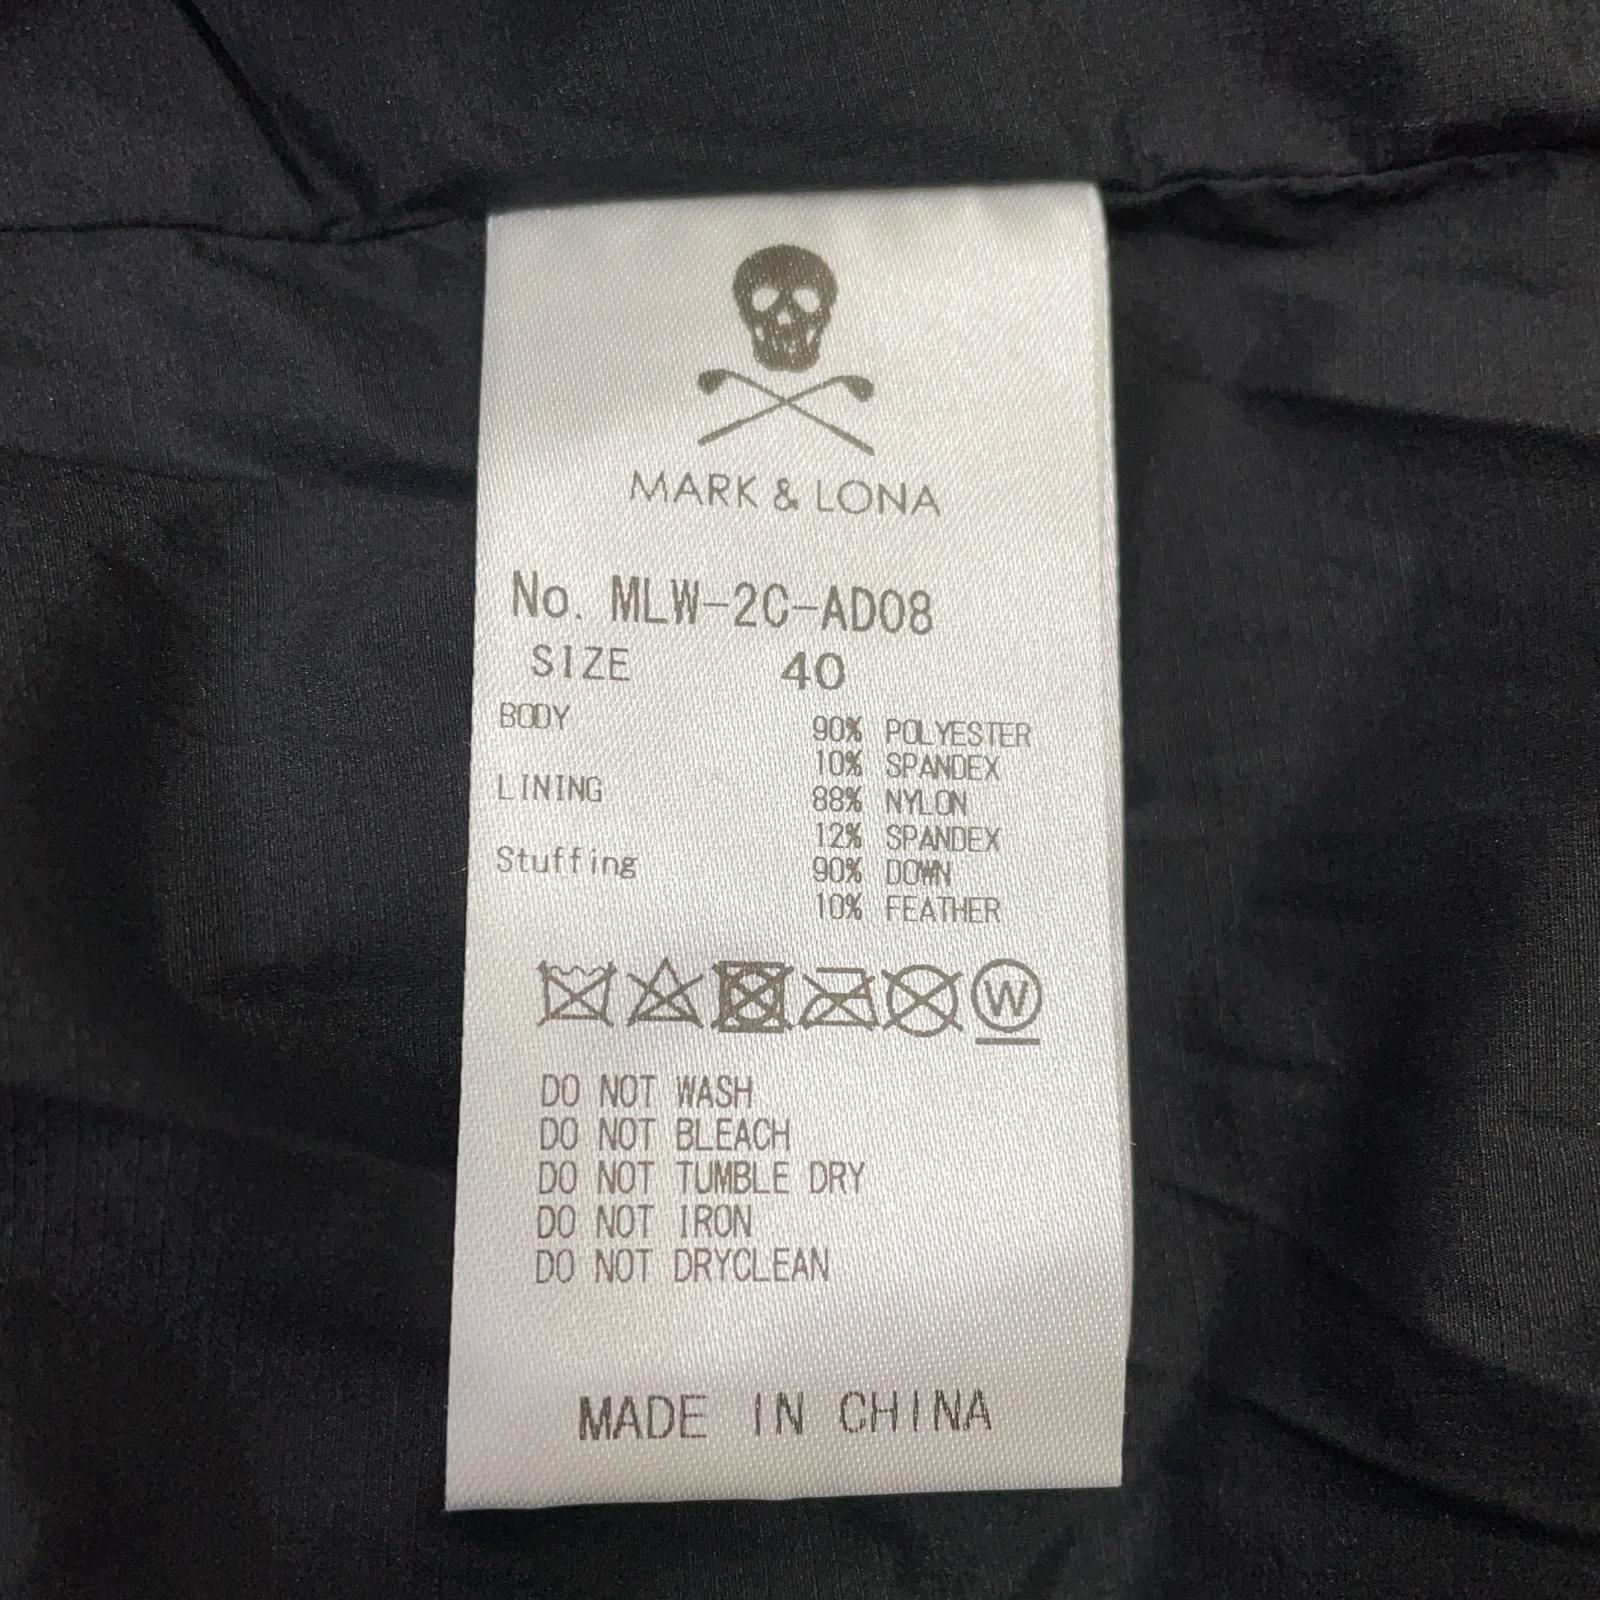 MARK & LONA
No. MLW-2C-AD08
SIZE 40
BODY 90% POLYESTER
10% SPANDEX
LINING 88% NYLON
12% SPANDEX
Stuffing 90% DOWN
10% FEATHER
W
DO NOT WASH
DO NOT BLEACH
DO NOT TUMBLE DRY
DO NOT IRON
DO NOT DRYCLEAN
MADE IN CHINA